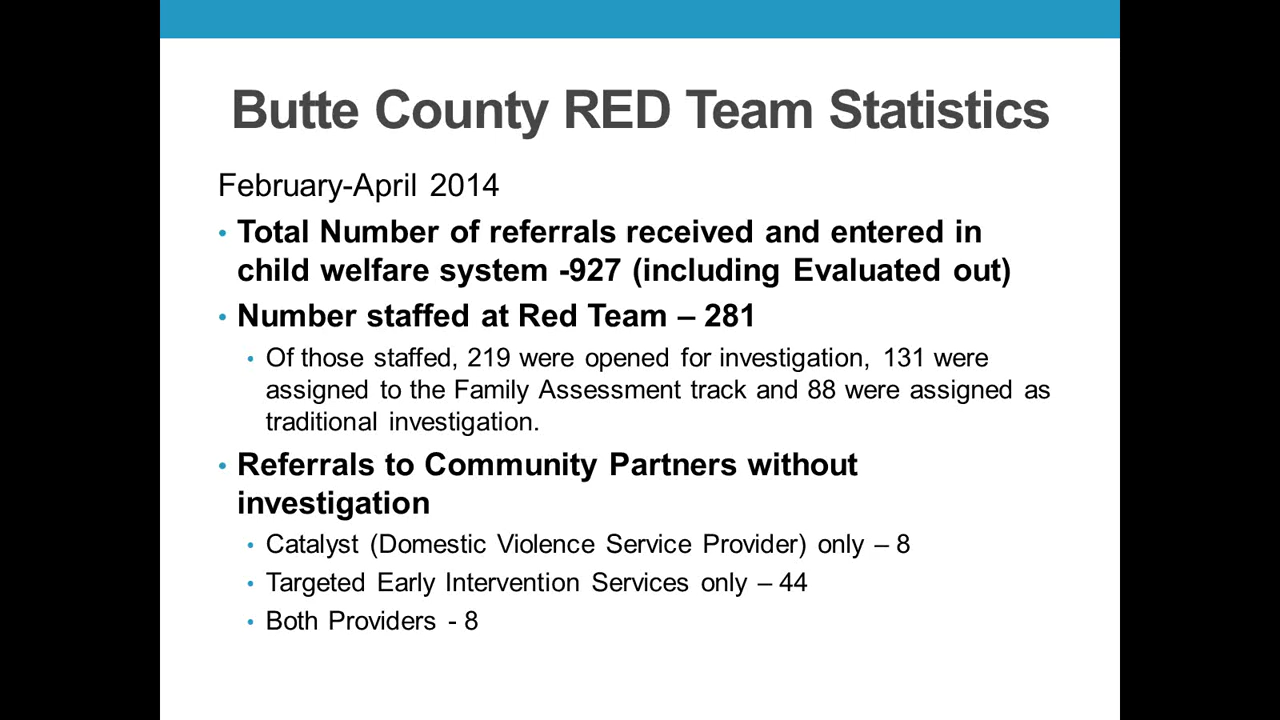 Butte County RED Team Statistics
February-April 2014
• Total Number of referrals received and entered in
child welfare system -927 (including Evaluated out)
• Number staffed at Red Team – 281
• Of those staffed, 219 were opened for investigation, 131 were
assigned to the Family Assessment track and 88 were assigned as
traditional investigation.
• Referrals to Community Partners without
investigation
• Catalyst (Domestic Violence Service Provider) only – 8
• Targeted Early Intervention Services only – 44
• Both Providers - 8